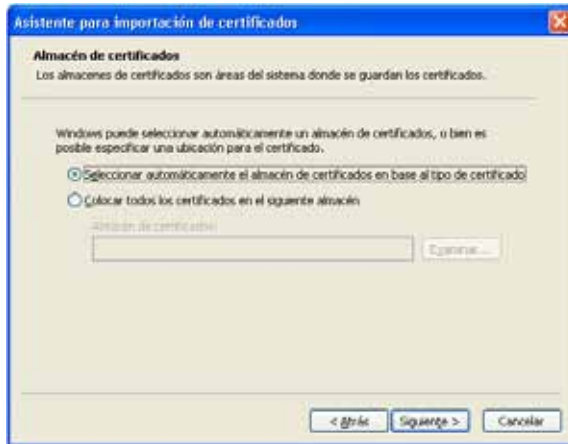 Asistente para importación de certificados
Almacén de certificados
Los almacenes de certificados son áreas del sistema donde se guardan los certificados.
Windows puede seleccionar automáticamente un almacén de certificados, o bien es
posible especificar una ubicación para el certificado.
Seleccionar automáticamente el almacén de certificados en base al tipo de certificado
Colocar todos los certificados en el siguiente almacén
Almacén de certificados:
Examinar...
< Atrás
Siguiente >
Cancelar